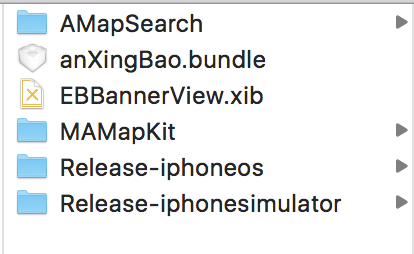 AMapSearch
anXingBao.bundle
EBBannerView.xib
MAMapKit
Release-iphoneos
Release-iphonesimulator